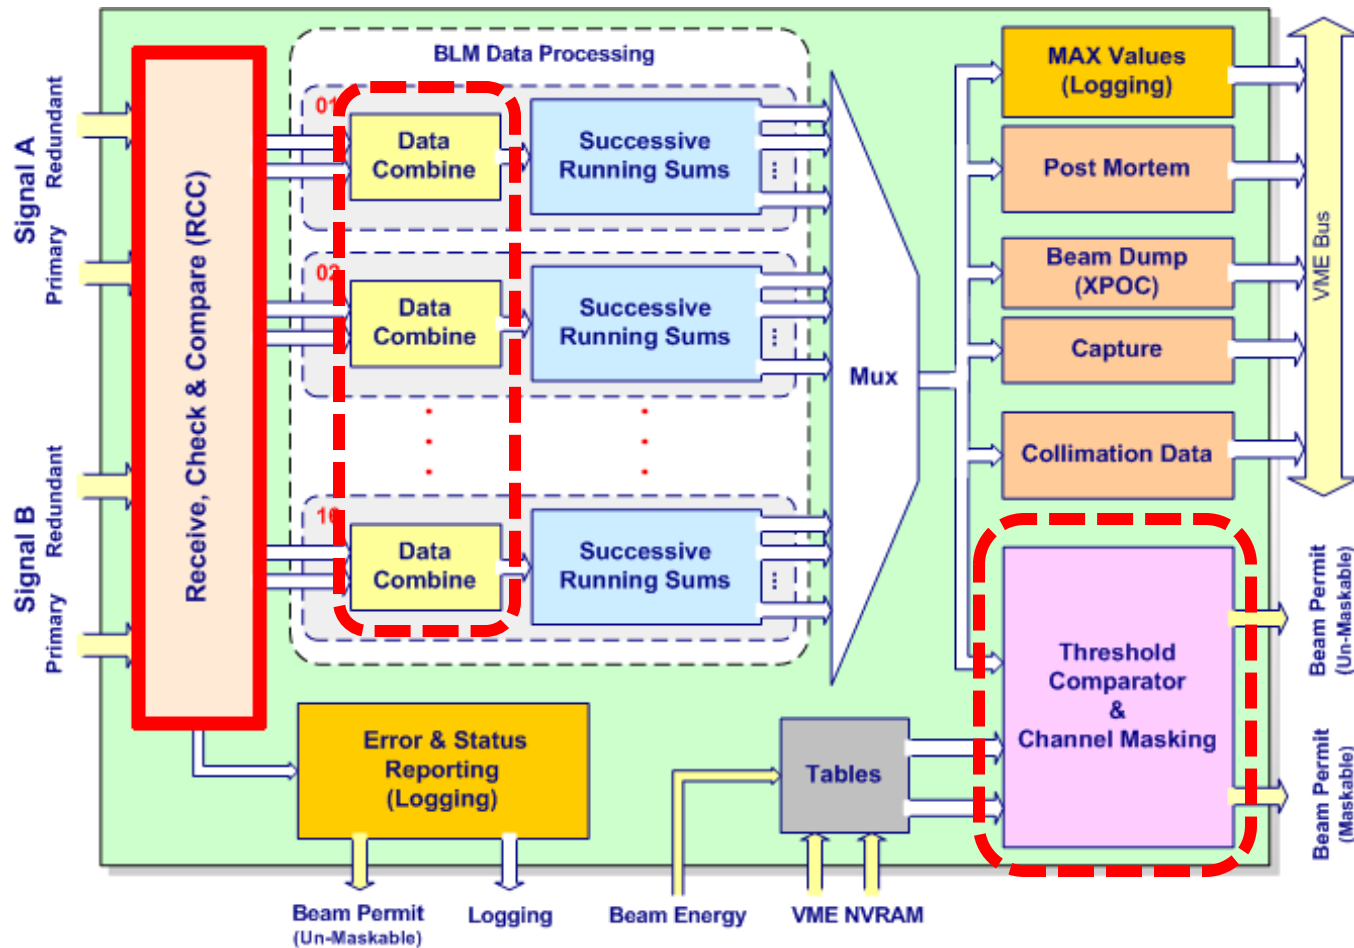 BLM Data Processing
Signal A
Redundant
Primary
Signal B
Redundant
Primary
Receive, Check & Compare (RCC)
01
Data
Combine
Successive
Running Sums
...
02
Data
Combine
Successive
Running Sums
...
16
Data
Combine
Successive
Running Sums
...
Mux
MAX Values
(Logging)
Post Mortem
Beam Dump
(XPOC)
Capture
Collimation Data
Threshold
Comparator
&
Channel Masking
VME Bus
Beam Permit
(Un-Maskable)
Beam Permit
(Maskable)
Error & Status
Reporting
(Logging)
Tables
Beam Permit
(Un-Maskable)
Logging
Beam Energy
VME NVRAM